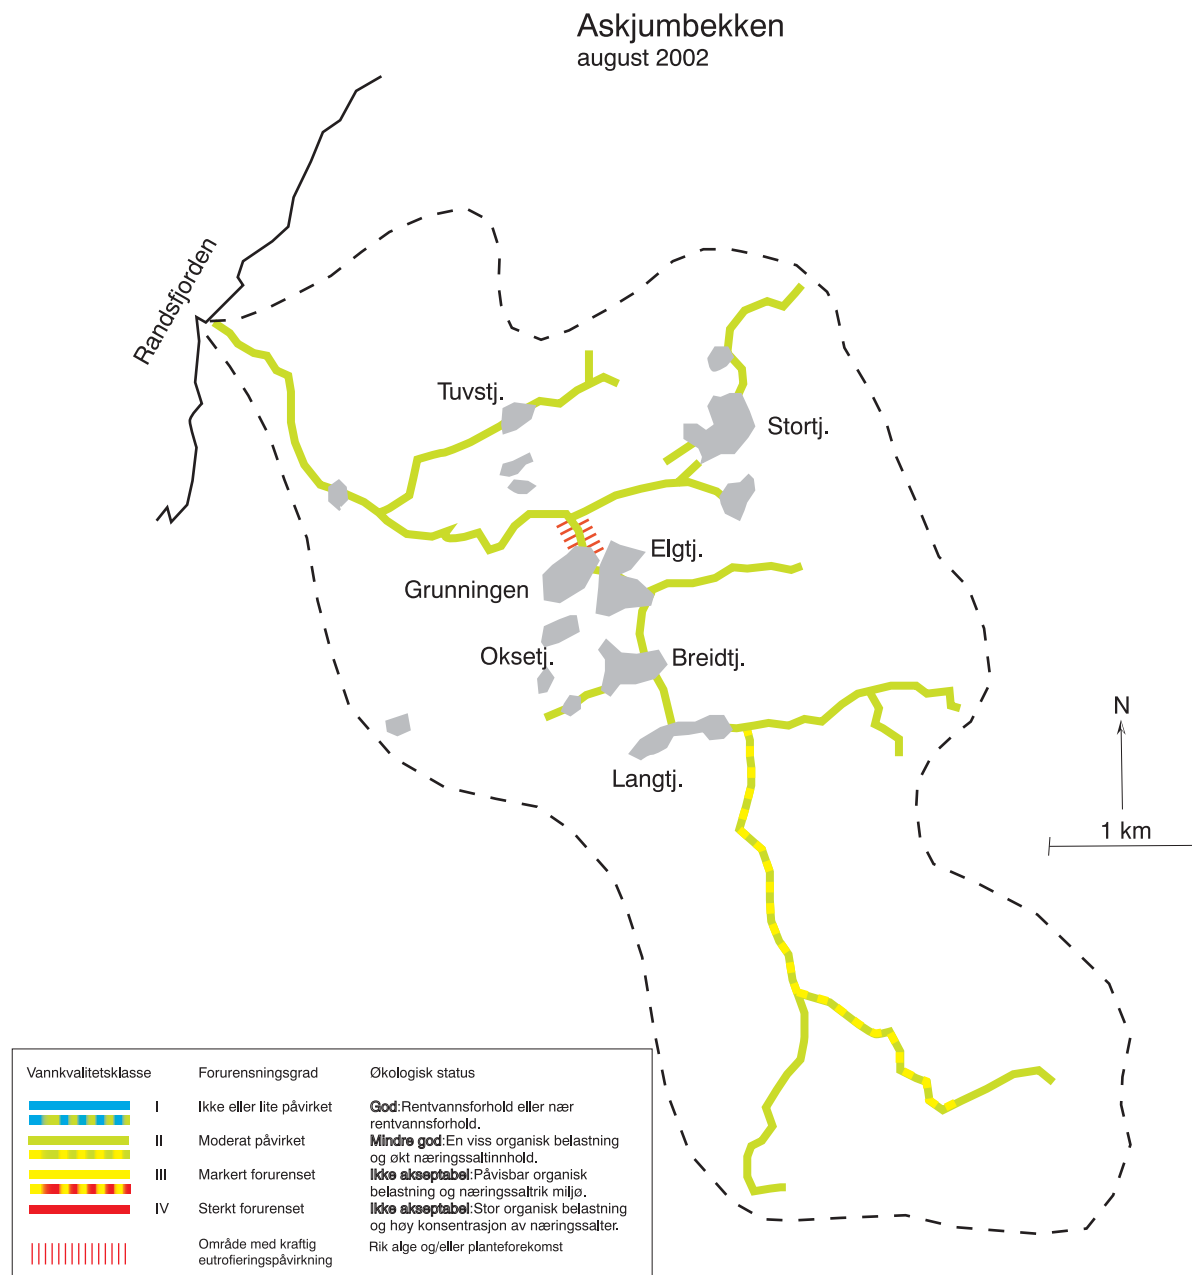 Askjumbekken
august 2002
Randsfjorden
Tuvstj.
Stortj.
Elgtj.
Grunningen
Oksetj.
Breidtj.
Langtj.
N
1 km
Vannkvalitetsklasse Forurensningsgrad Økologisk status
I Ikke eller lite påvirket God:Rentvannsforhold eller nær
rentvannsforhold.
II Moderat påvirket Mindre god:En viss organisk belastning
og økt næringssaltinnhold.
III Markert forurenset Ikke akseptabel:Påvisbar organisk
belastning og næringssaltrik miljø.
IV Sterkt forurenset Ikke akseptabel:Stor organisk belastning
og høy konsentrasjon av næringssalter.
Område med kraftig Rik alge og/eller planteforekomst
eutrofieringspåvirkning